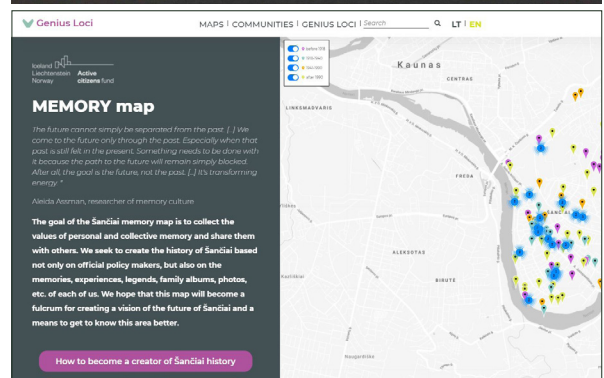 Genius Loci
MAPS | COMMUNITIES | GENIUS LOCI | Search
LT | EN
Iceland
Liechtenstein Active
Norway citizens fund
MEMORY map
The future cannot simply be separated from the past. [..] We
come to the future only through the past. Especially when that
past is still felt in the present. Something needs to be done with
it because the path to the future will remain simply blocked.
After all, the goal is the future, not the past. [..] It's transforming
energy. "
Aleida Assman, researcher of memory culture
The goal of the Šančiai memory map is to collect the
values of personal and collective memory and share them
with others. We seek to create the history of Šančiai based
not only on official policy makers, but also on the
memories, experiences, legends, family albums, photos,
etc. of each of us. We hope that this map will become a
fulcrum for creating a vision of the future of Šančiai and a
means to get to know this area better.
How to become a creator of Šančiai history
Kaunas
CENTRAS
LINKSMADVARIS
FREDA
ŠANČIAI
ALEKSOTAS
BIRUTĖ
Kazliškiai
Naugardiškė